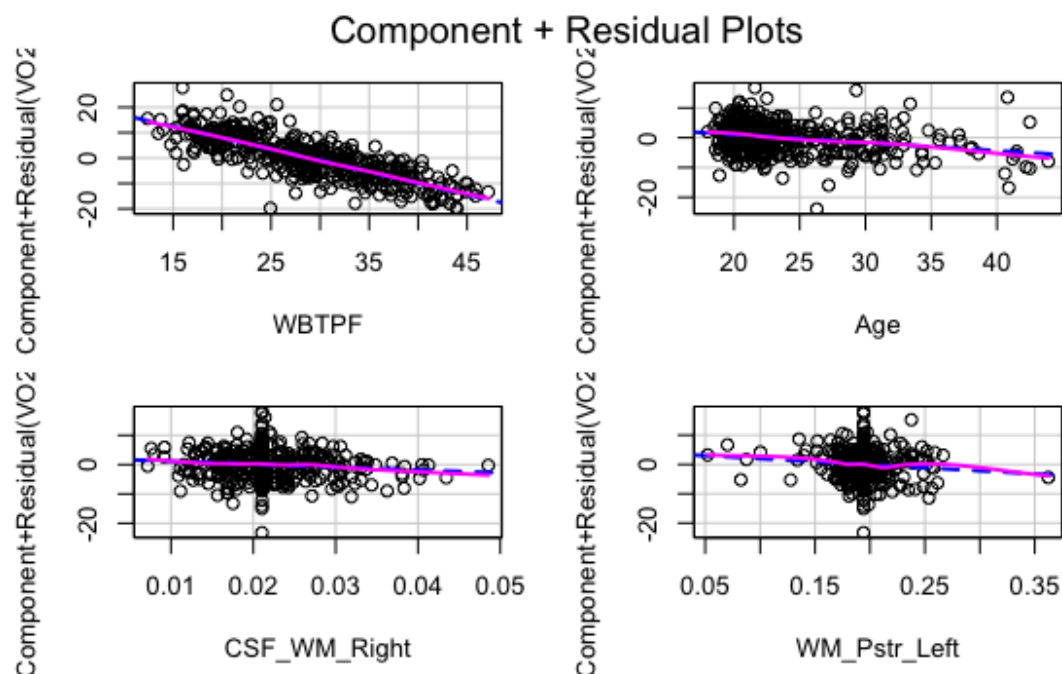 Component + Residual Plots
Component+Residual(VO2
20
0
-20
15 25 35 45
WBTPF
Component+Residual(VO2
0
-20
20 25 30 35 40
Age
Component+Residual(VO2
0
-20
0.01 0.02 0.03 0.04 0.05
CSF_WM_Right
Component+Residual(VO2
0
-20
0.05 0.15 0.25 0.35
WM_Pstr_Left